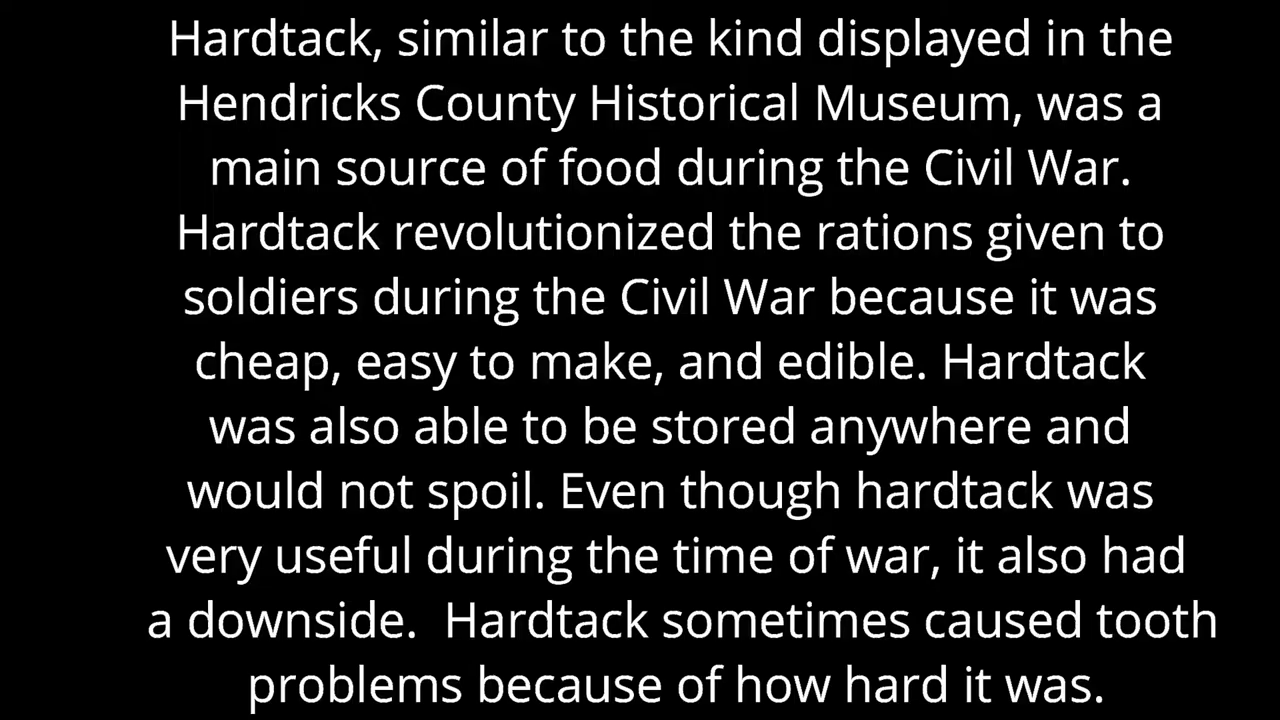 Hardtack, similar to the kind displayed in the
Hendricks County Historical Museum, was a
main source of food during the Civil War.
Hardtack revolutionized the rations given to
soldiers during the Civil War because it was
cheap, easy to make, and edible. Hardtack
was also able to be stored anywhere and
would not spoil. Even though hardtack was
very useful during the time of war, it also had
a downside.  Hardtack sometimes caused tooth
problems because of how hard it was.